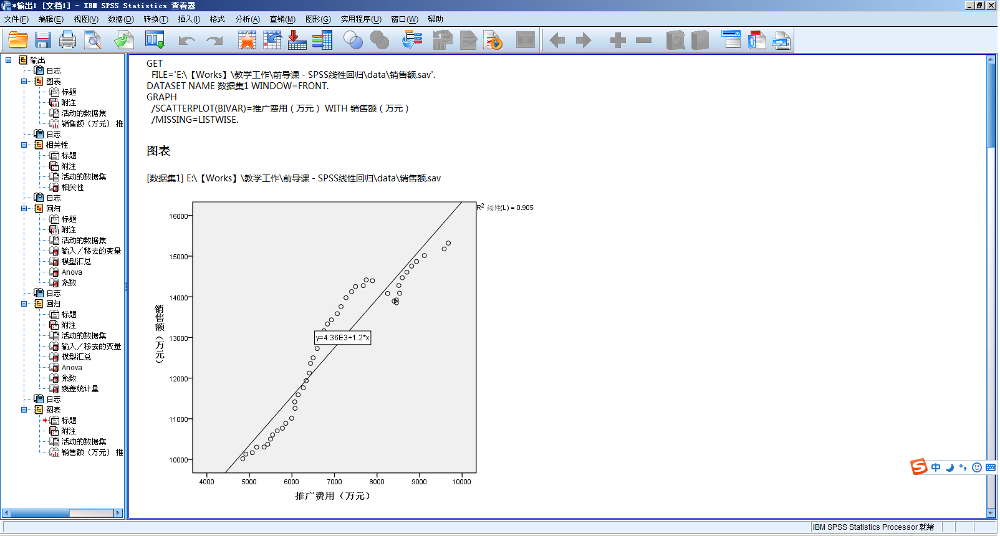 *输出1 [文档1] - IBM SPSS Statistics 查看器
文件(F) 编辑(E) 视图(V) 数据(D) 转换(T) 插入(I) 格式 分析(A) 直销(M) 图形(G) 实用程序(U) 窗口(W) 帮助
输出
日志
图表
标题
附注
活动的数据集
销售额（万元） 推
日志
相关性
标题
附注
活动的数据集
相关性
日志
回归
标题
附注
活动的数据集
输入／移去的变量
模型汇总
Anova
系数
日志
回归
标题
附注
活动的数据集
输入／移去的变量
模型汇总
Anova
系数
残差统计量
日志
图表
标题
附注
活动的数据集
销售额（万元） 推
GET
FILE='E:\【Works】\教学工作\前导课 - SPSS线性回归\data\销售额.sav'.
DATASET NAME 数据集1 WINDOW=FRONT.
GRAPH
/SCATTERPLOT(BIVAR)=推广费用（万元） WITH 销售额（万元）
/MISSING=LISTWISE.
图表
[数据集1] E:\【Works】\教学工作\前导课 - SPSS线性回归\data\销售额.sav
R² 线性(L) = 0.905
16000
15000
14000
13000
12000
11000
10000
销售额（万元）
y=4.36E3+1.2*x
4000 5000 6000 7000 8000 9000 10000
推广费用（万元）
S 中
IBM SPSS Statistics Processor 就绪